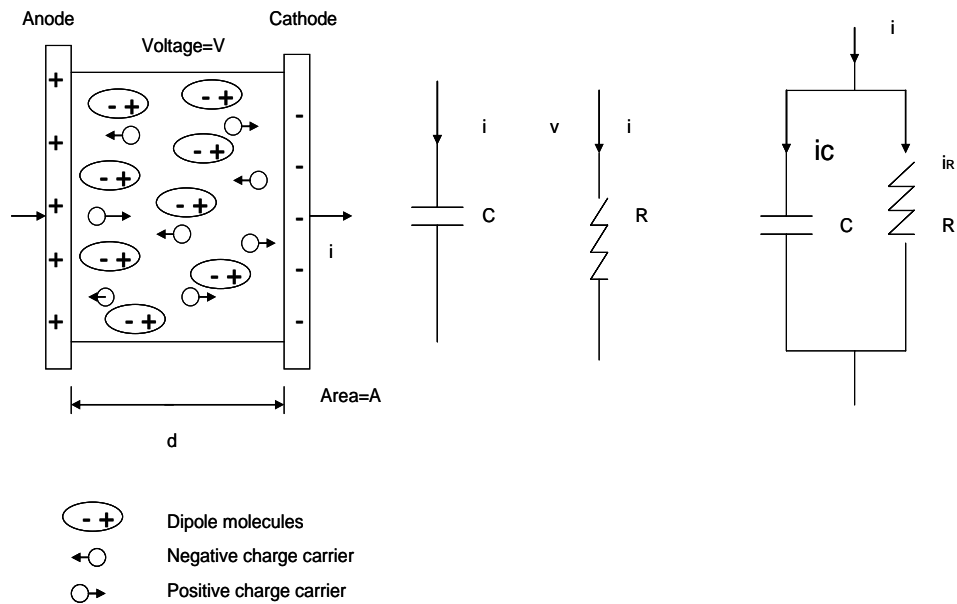 Anode
Cathode
Voltage=V
+
+
+
+
+
- +
- +
- +
- +
- +
- +
- +
- +
-
-
-
-
-
i
Area=A
d
i
C
v
i
R
i
iC
iR
C
R
- +
Dipole molecules
Negative charge carrier
Positive charge carrier